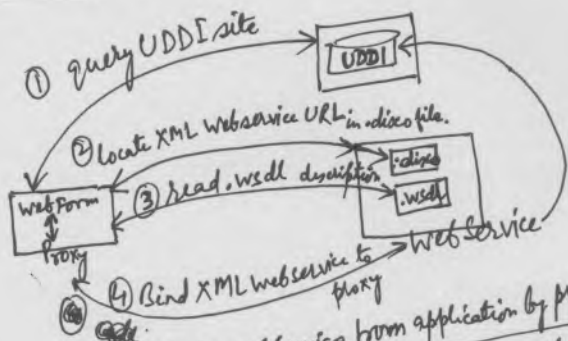 ① query UDDI site
UDDI
② Locate XML Webservice URL in .disco file.
③ read .wsdl description
.disco
.wsdl
WebForm
Proxy
WebService
④ Bind XML Webservice to
proxy
from application by